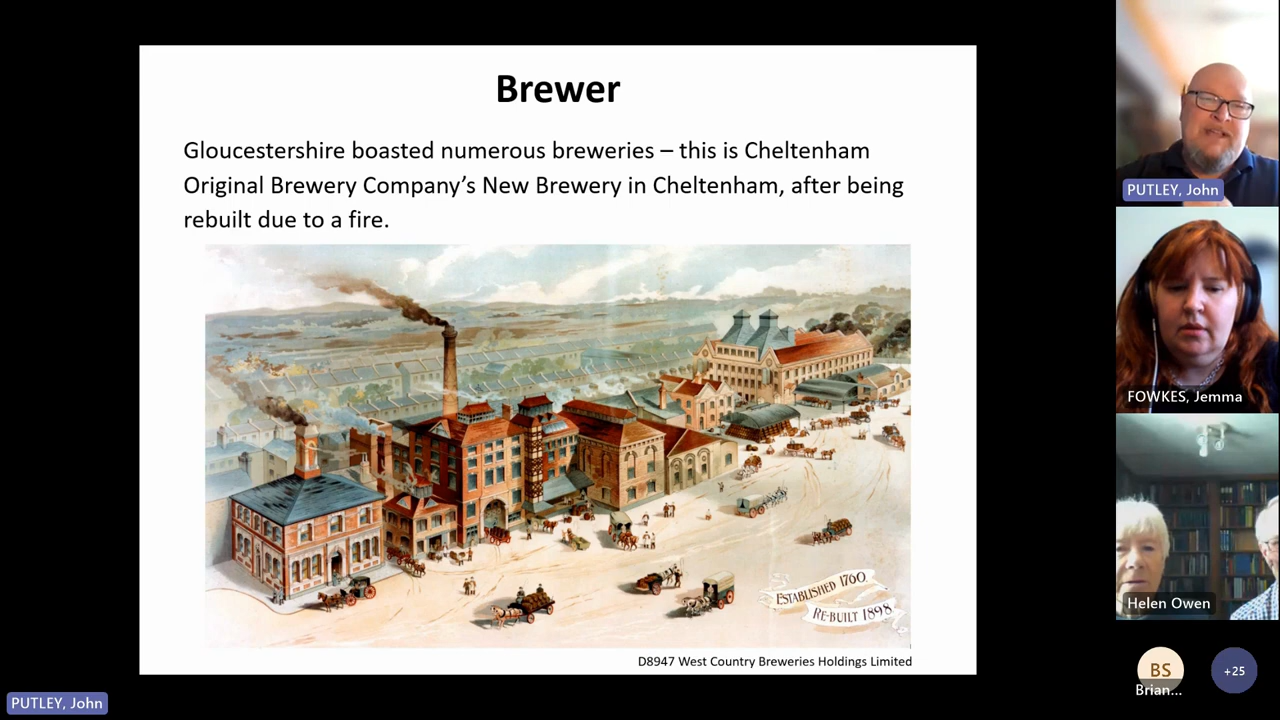 Brewer
Gloucestershire boasted numerous breweries – this is Cheltenham
Original Brewery Company’s New Brewery in Cheltenham, after being
rebuilt due to a fire.
ESTABLISHED 1760.
RE-BUILT 1898
D8947 West Country Breweries Holdings Limited
PUTLEY, John
PUTLEY, John
FOWKES, Jemma
Helen Owen
BS
Brian...
+25